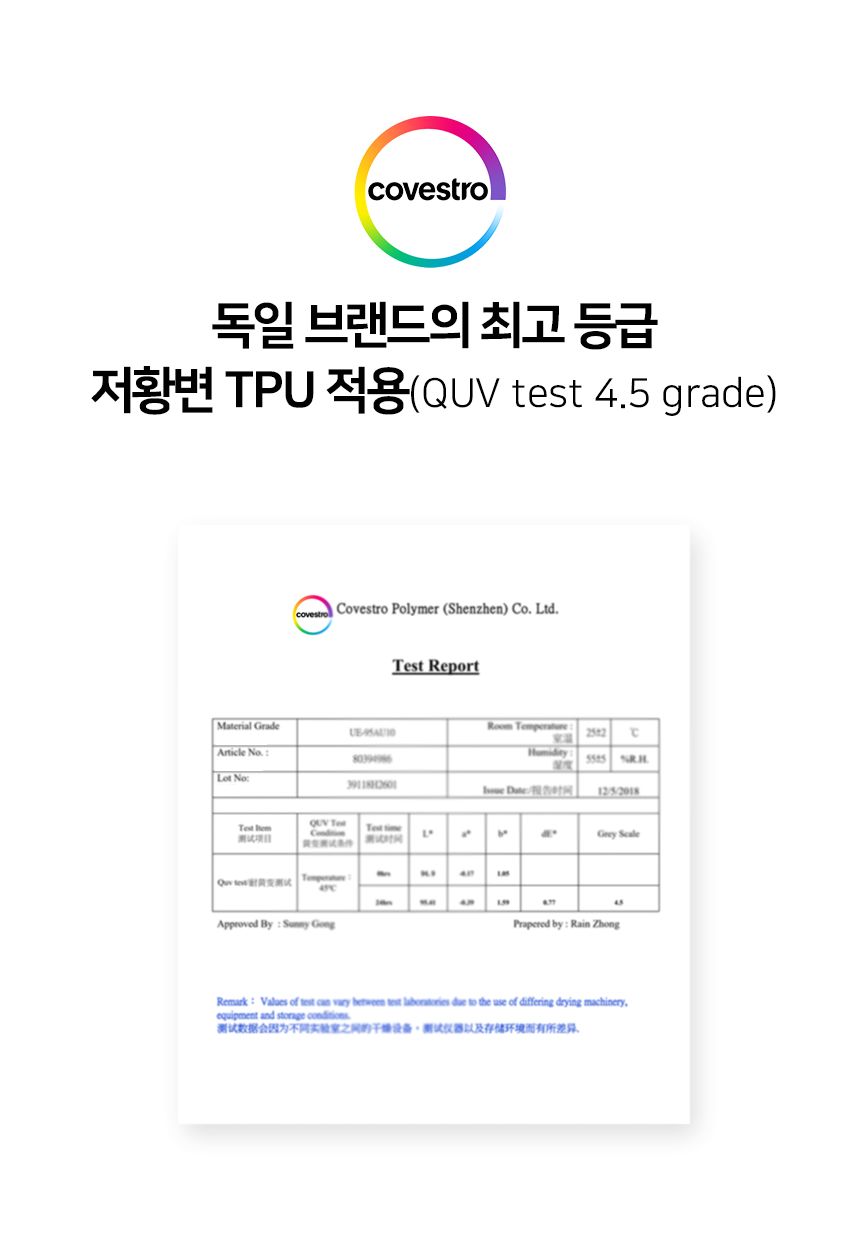 covestro
독일 브랜드의 최고 등급
저황변 TPU 적용(QUV test 4.5 grade)
covestro Covestro Polymer (Shenzhen) Co. Ltd.
Test Report
Material Grade UE-95AU10 Room Temperature : 25±2 ℃
室温
Article No. : 80394986 Humidity : 55±5 %R.H.
湿度
Lot No: 39118H2601 Issue Date:/报告时间 12/5/2018
Test Item QUV Test Condition Test time L* a* b* dE* Grey Scale
测试项目 黄变测试条件 测试时间
Quv test/耐黄变测试 Temperature : 45℃
0hrs -0.17 1.05
24hrs 95.61 1.59 0.77 4.5
Approved By : Sunny Gong Prapered by : Rain Zhong
Remark : Values of test can vary between test laboratories due to the use of differing drying machinery,
equipment and storage conditions.
测试数据会因为不同实验室之间的干燥设备，测试仪器以及存储环境而有所差异.